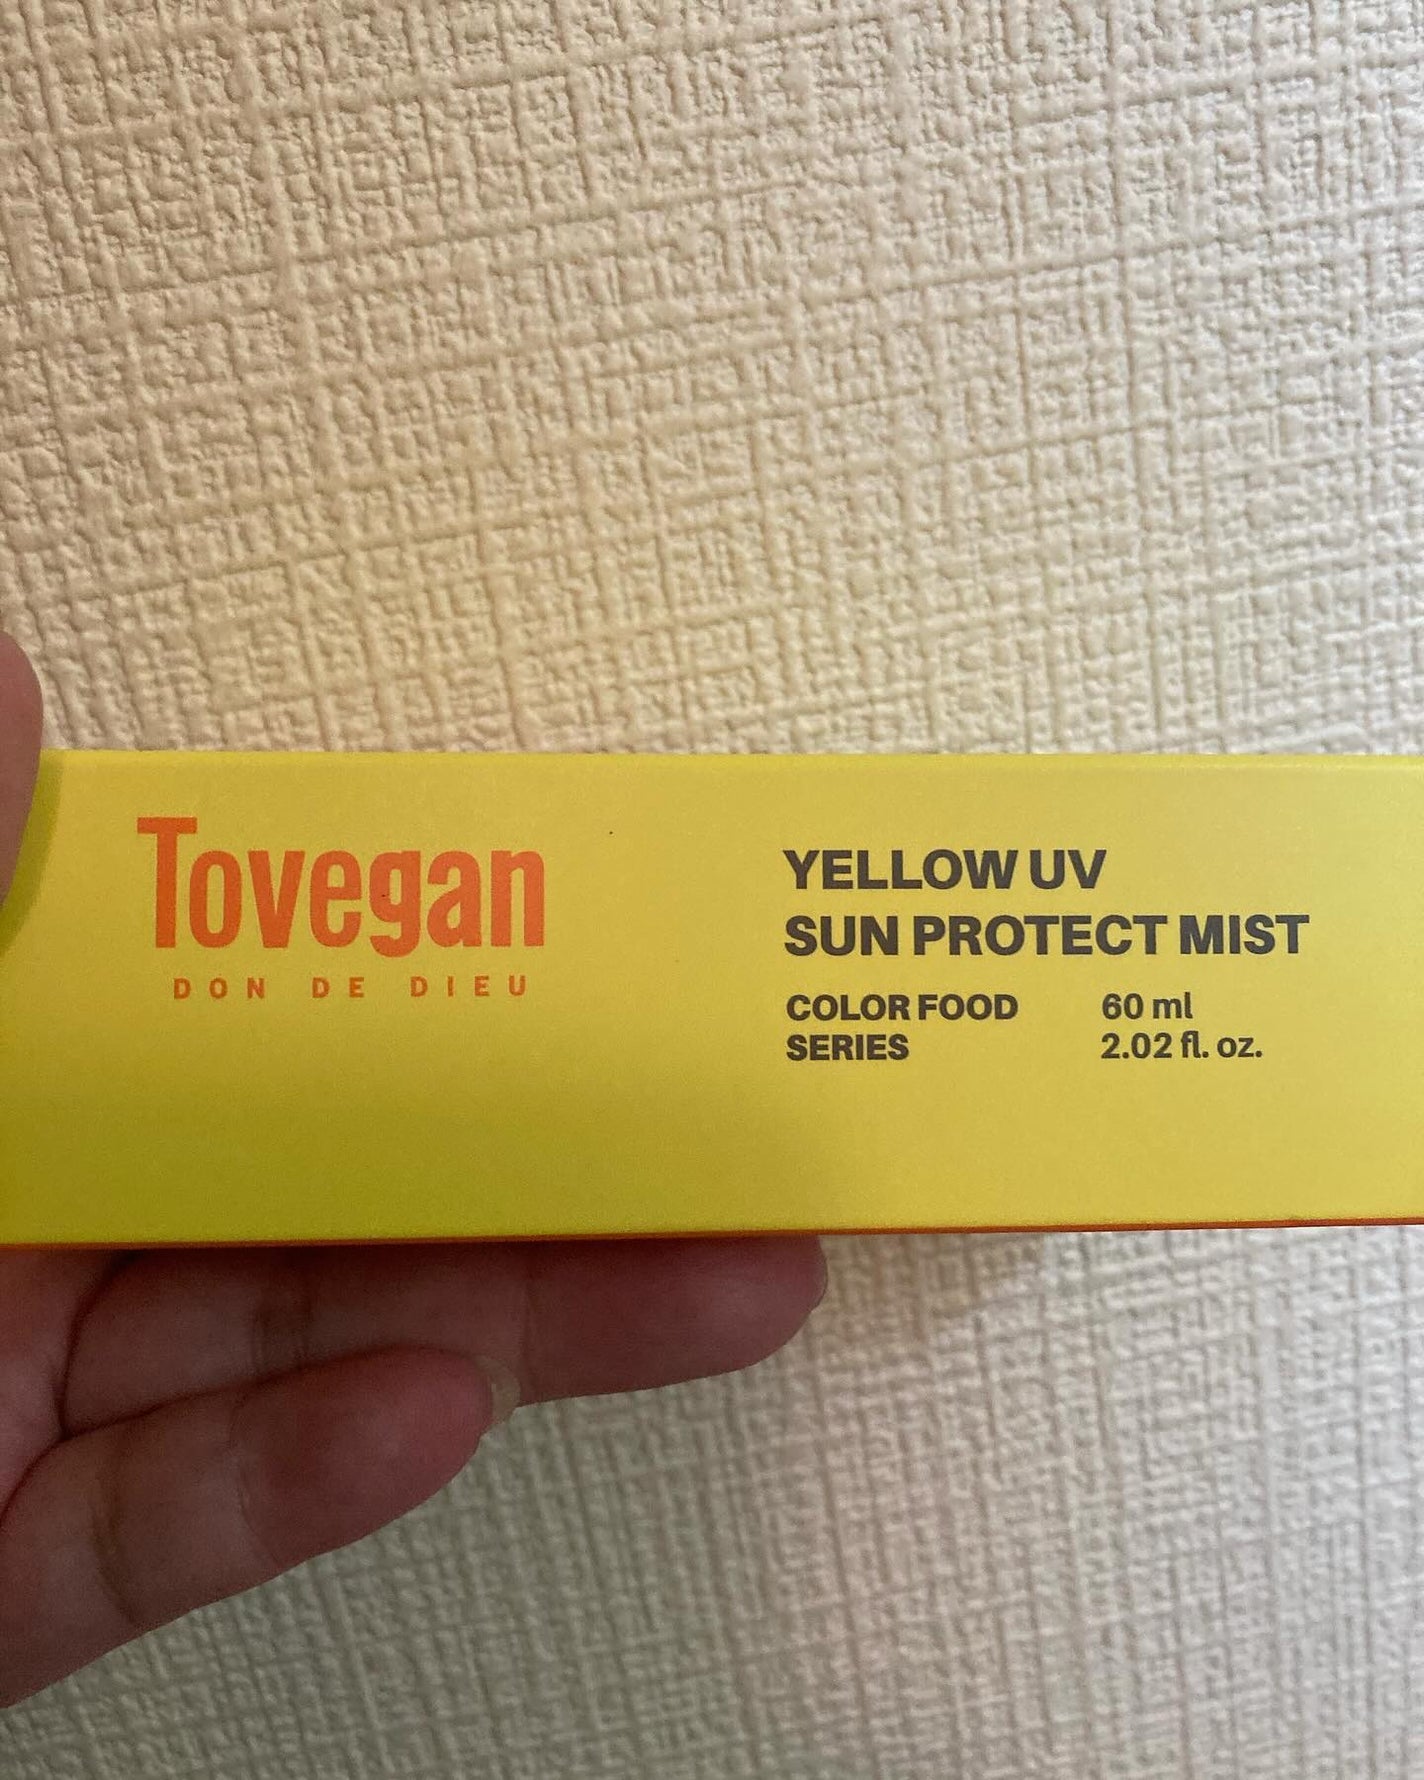 Tovegan
DON DE DIEU
YELLOW UV
SUN PROTECT MIST
COLOR FOOD
SERIES
60 ml
2.02 fl. oz.